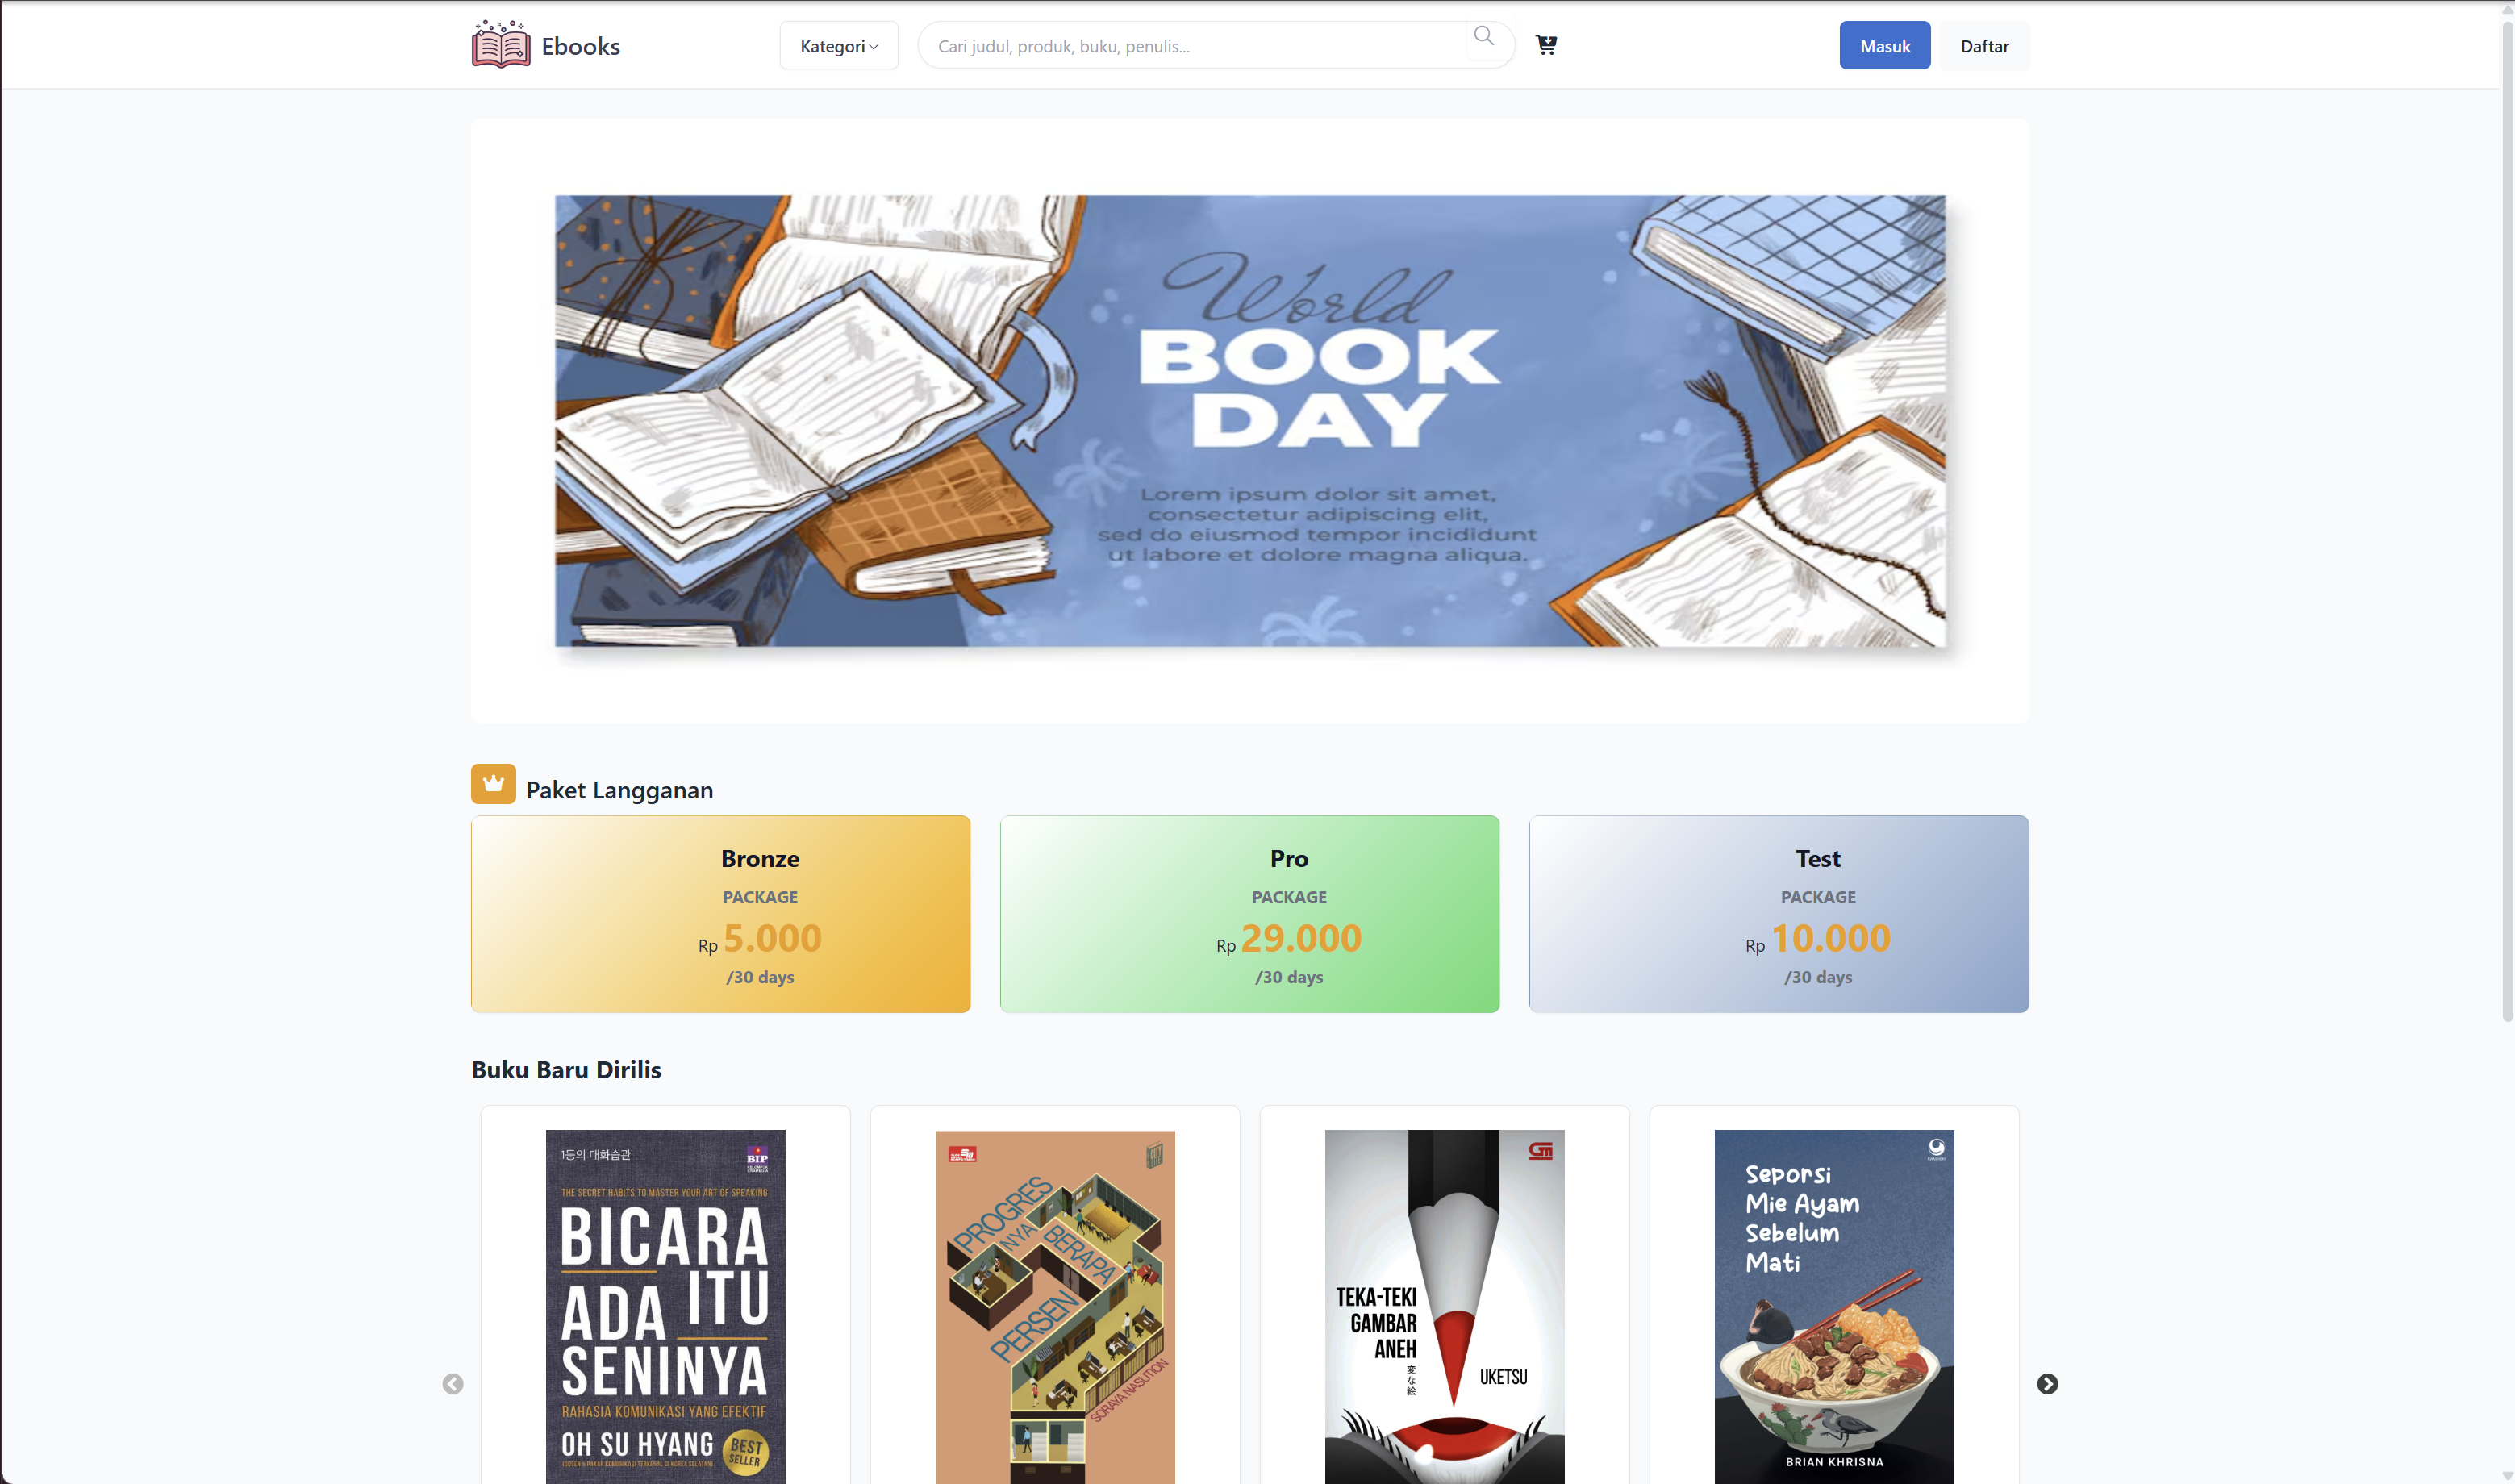 Ebooks
Kategori
Cari judul, produk, buku, penulis...
Masuk
Daftar
World
BOOK
DAY
Lorem ipsum dolor sit amet,
consectetur adipiscing elit,
sed do eiusmod tempor incididunt
ut labore et dolore magna aliqua.
Paket Langganan
Bronze
PACKAGE
Rp 5.000
/30 days
Pro
PACKAGE
Rp 29.000
/30 days
Test
PACKAGE
Rp 10.000
/30 days
Buku Baru Dirilis
1등의 대화습관
BIP
THE SECRET HABITS TO MASTER YOUR ART OF SPEAKING
BICARA
ITU
ADA
SENINYA
RAHASIA KOMUNIKASI YANG EFEKTIF
OH SU HYANG
BEST
SELLER
PROGRES
NYA
BERAPA
PERSEN
SORAYA NASUTION
GM
TEKA-TEKI
GAMBAR
ANEH
変な絵
UKETSU
Seporsi
Mie Ayam
Sebelum
Mati
BRIAN KHRISNA